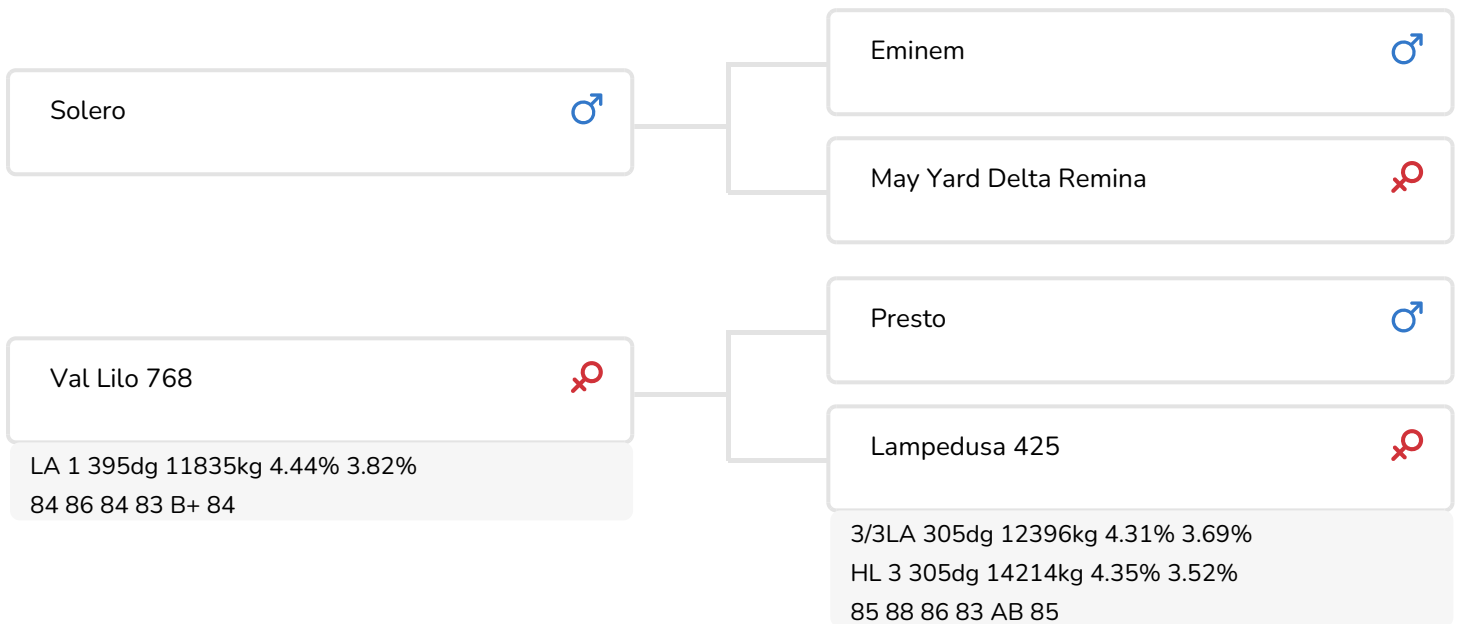 Solero
Eminem
May Yard Delta Remina
Val Lilo 768
LA 1 395dg 11835kg 4.44% 3.82%
84 86 84 83 B+ 84
Presto
Lampedusa 425
3/3LA 305dg 12396kg 4.31% 3.69%
HL 3 305dg 14214kg 4.35% 3.52%
85 88 86 83 AB 85